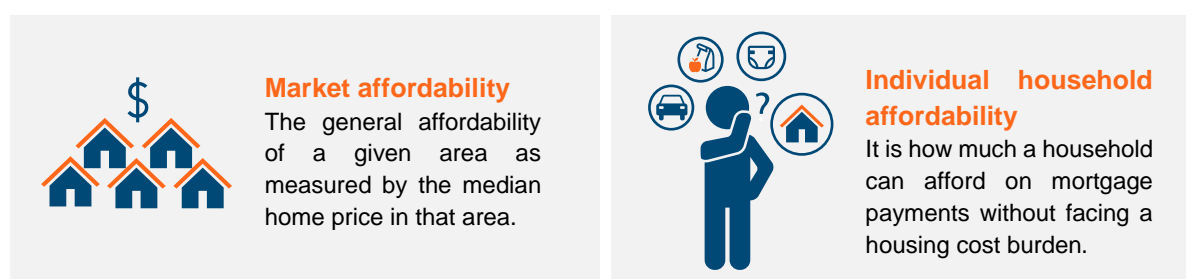 $
Market affordability
The general affordability
of a given area as
measured by the median
home price in that area.
?
Individual household
affordability
It is how much a household
can afford on mortgage
payments without facing a
housing cost burden.